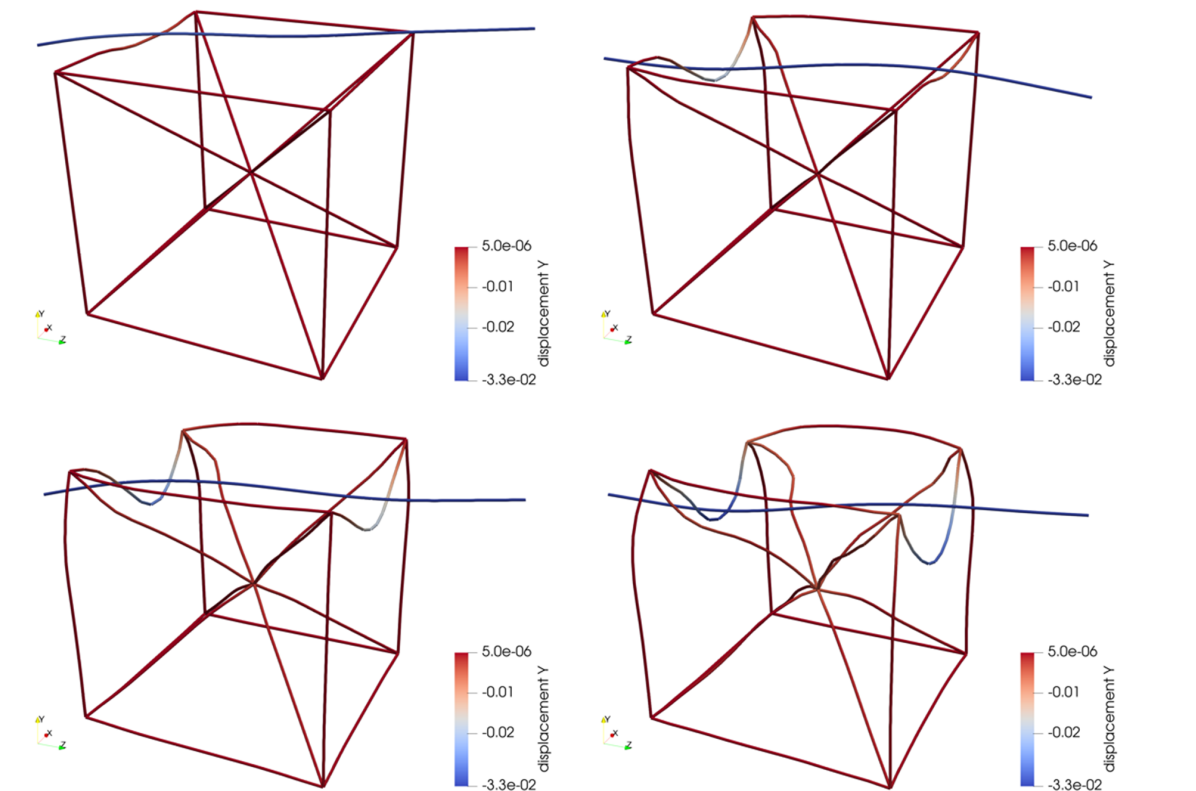 5.0e-06
-0.01
-0.02
-3.3e-02
displacement Y
Y
X
Z
5.0e-06
-0.01
-0.02
-3.3e-02
displacement Y
Y
X
Z
5.0e-06
-0.01
-0.02
-3.3e-02
displacement Y
Y
X
Z
5.0e-06
-0.01
-0.02
-3.3e-02
displacement Y
Y
X
Z